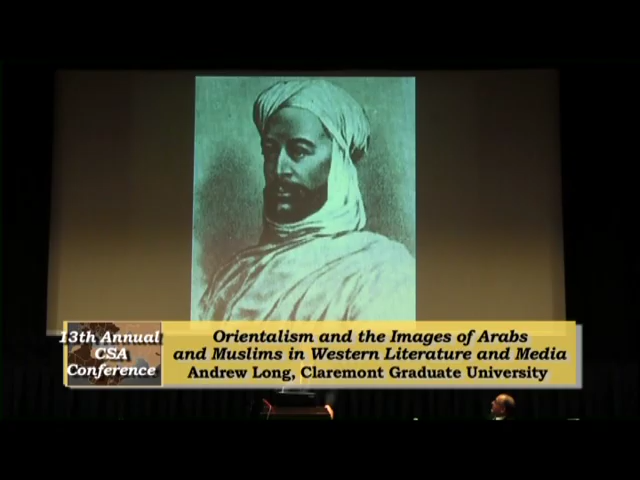 13th Annual
CSA
Conference
Orientalism and the Images of Arabs
and Muslims in Western Literature and Media
Andrew Long, Claremont Graduate University